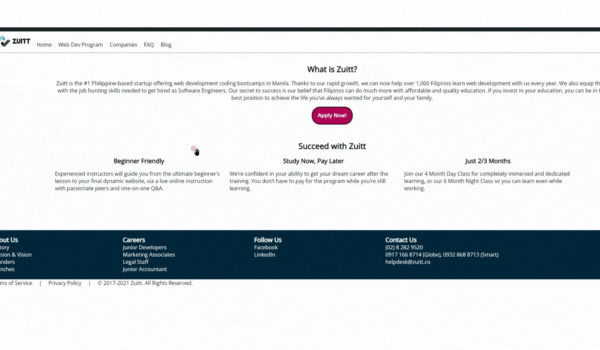 ZUITT
Home Web Dev Program Companies FAQ Blog
What is Zuitt?
Zuitt is the #1 Philippine-based startup offering web development coding bootcamps in Manila. Thanks to our rapid growth, we can now help over 1,000 Filipinos learn web development with us every year. We also equip th
with the job hunting skills needed to get hired as Software Engineers. Our secret to success is our belief that Filipinos can do much more with affordable and quality education. If you invest in your education, you can be in t
best position to achieve the life you've always wanted for yourself and your family.
Apply Now!
Succeed with Zuitt
Beginner Friendly
Experienced instructors will guide you from the ultimate beginner's
lesson to your final dynamic website, via a live online instruction
with passionate peers and one-on-one Q&A.
Study Now, Pay Later
We're confident in your ability to get your dream career after the
training. You don't have to pay for the program while you're still
learning.
Just 2/3 Months
Join our 4 Month Day Class for completely immersed and dedicated
learning, or our 6 Month Night Class so you can learn even while
working.
out Us
tory
sion & Vision
nders
nches
Careers
Junior Developers
Marketing Associates
Legal Staff
Junior Accountant
Follow Us
Facebook
LinkedIn
Contact Us
(02) 8 282 9520
0917 166 8714 (Globe), 0932 868 8713 (Smart)
helpdesk@zuitt.co
ms of Service | Privacy Policy | © 2017-2021 Zuitt. All Rights Reserved.